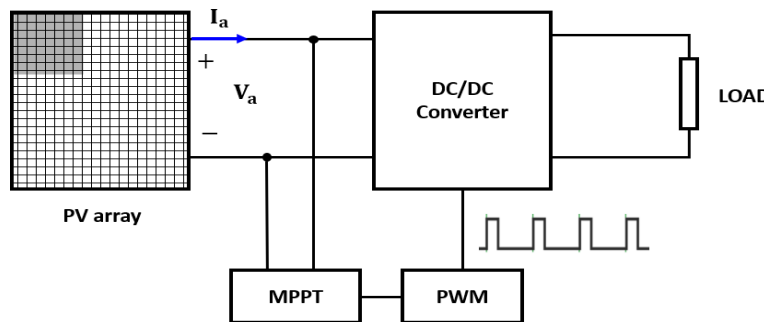 Ia
+
Va
−
DC/DC
Converter
LOAD
PV array
MPPT
PWM